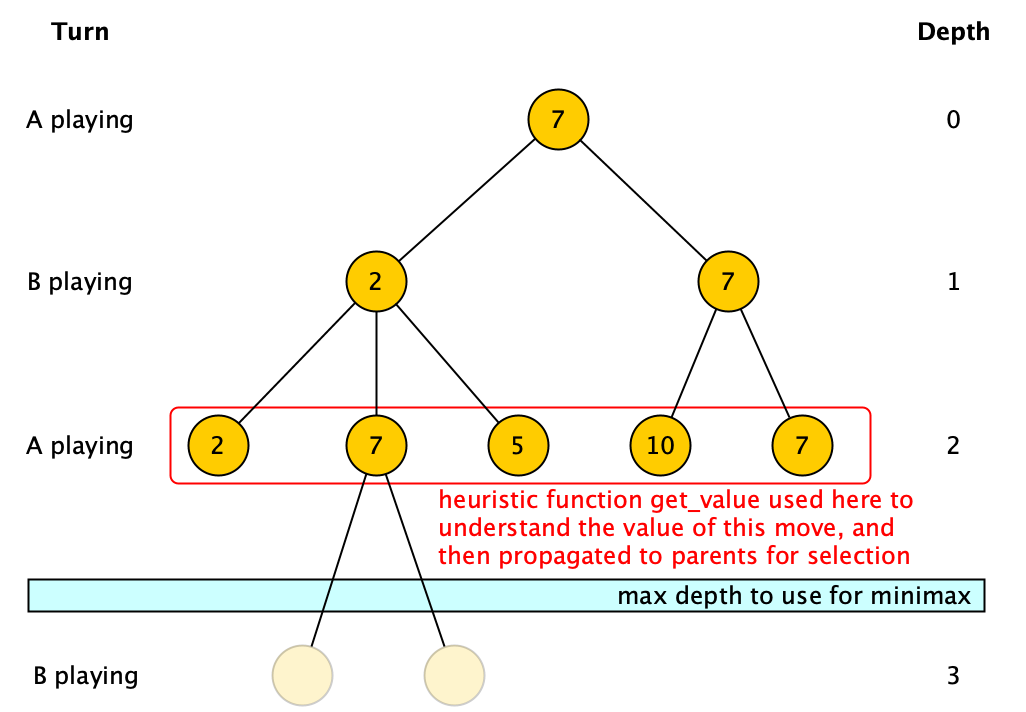 Turn Depth
A playing 7 0
B playing 2 7 1
A playing 2 7 5 10 7 2
heuristic function get_value used here to
understand the value of this move, and
then propagated to parents for selection
max depth to use for minimax
B playing 3